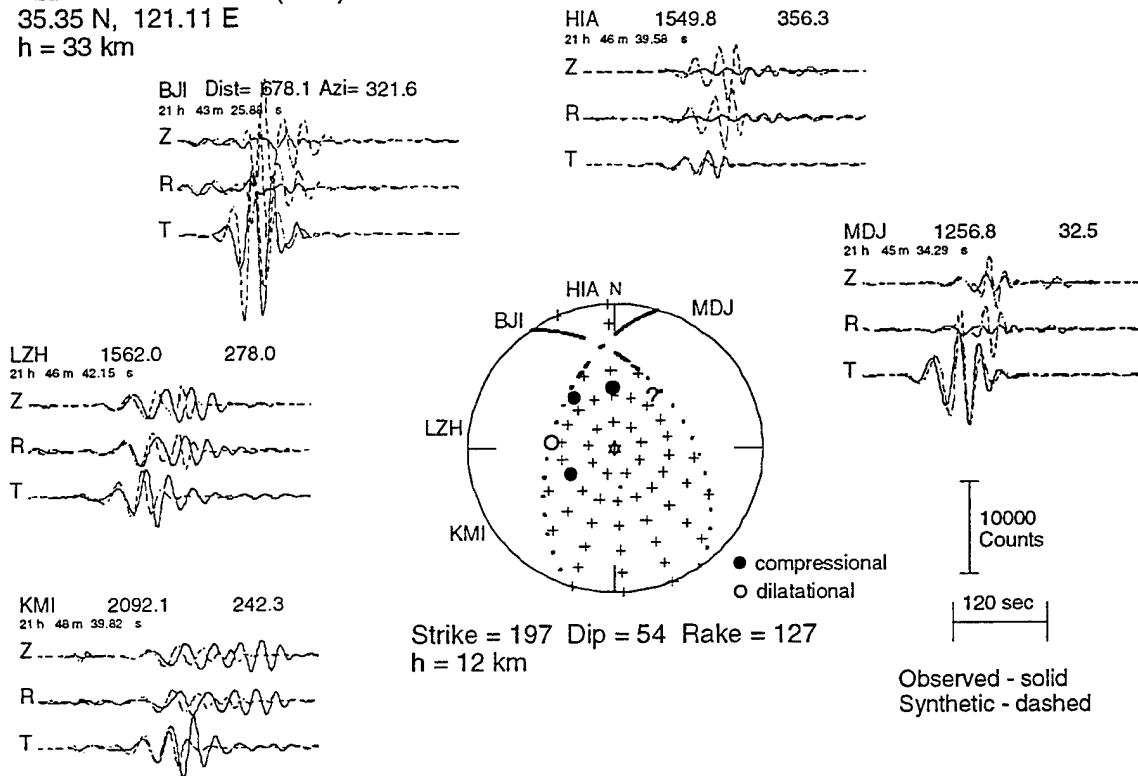 35.35 N, 121.11 E
h = 33 km
BJI Dist= 678.1 Azi= 321.6
21 h 43 m 25.88 s
Z
R
T
HIA 1549.8 356.3
21 h 46 m 39.58 s
Z
R
T
MDJ 1256.8 32.5
21 h 45 m 34.29 s
Z
R
T
LZH 1562.0 278.0
21 h 46 m 42.15 s
Z
R
T
KMI 2092.1 242.3
21 h 48 m 39.82 s
Z
R
T
HIA N
BJI
MDJ
LZH
KMI
?
compressional
dilatational
Strike = 197 Dip = 54 Rake = 127
h = 12 km
10000
Counts
120 sec
Observed - solid
Synthetic - dashed